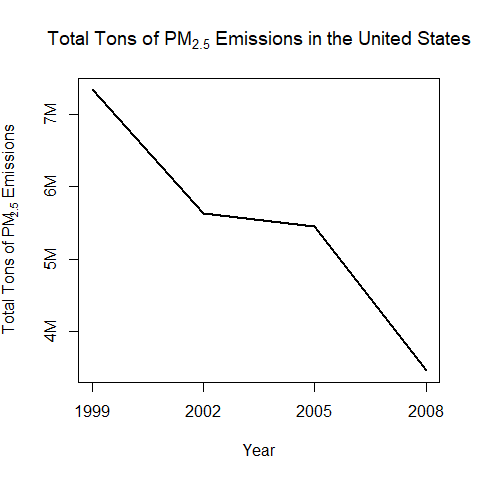 Total Tons of PM2.5 Emissions in the United States
Total Tons of PM2.5 Emissions
7M
6M
5M
4M
1999 2002 2005 2008
Year